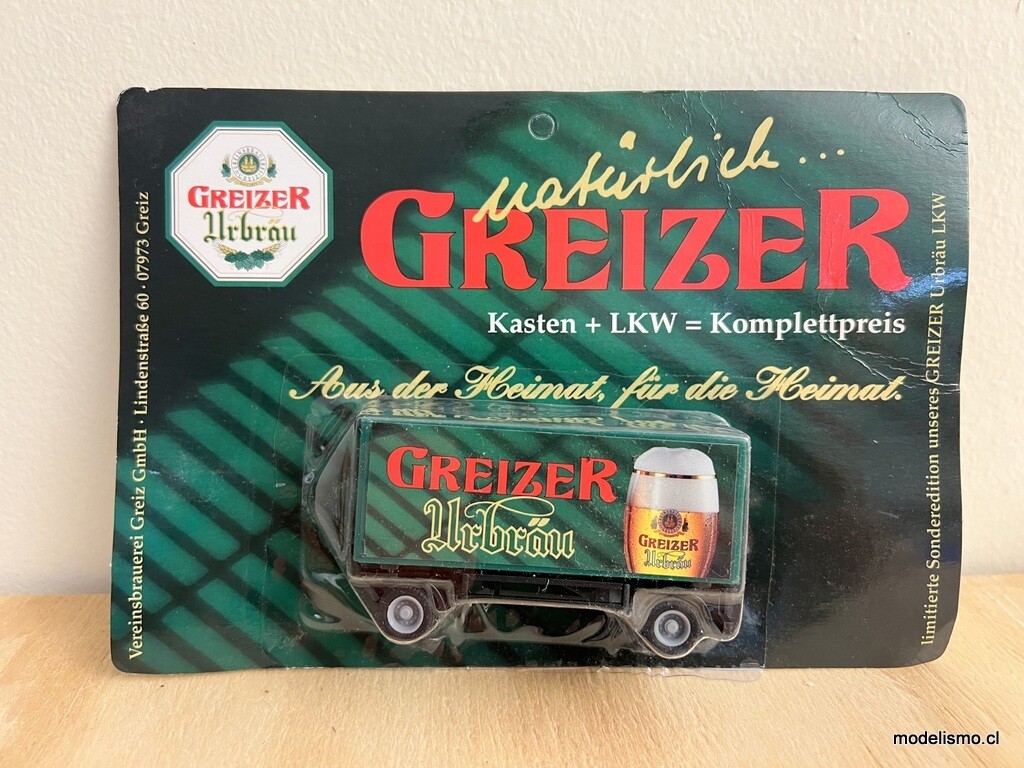 natürlich...
GREIZER
Urbräu
GREIZER
Kasten + LKW = Komplettpreis
Aus der Heimat, für die Heimat.
Vereinsbrauerei Greiz GmbH · Lindenstraße 60 · 07973 Greiz
limitierte Sonderedition unseres GREIZER Urbräu LKW
GREIZER
Urbräu
GREIZER
Urbräu
modelismo.cl